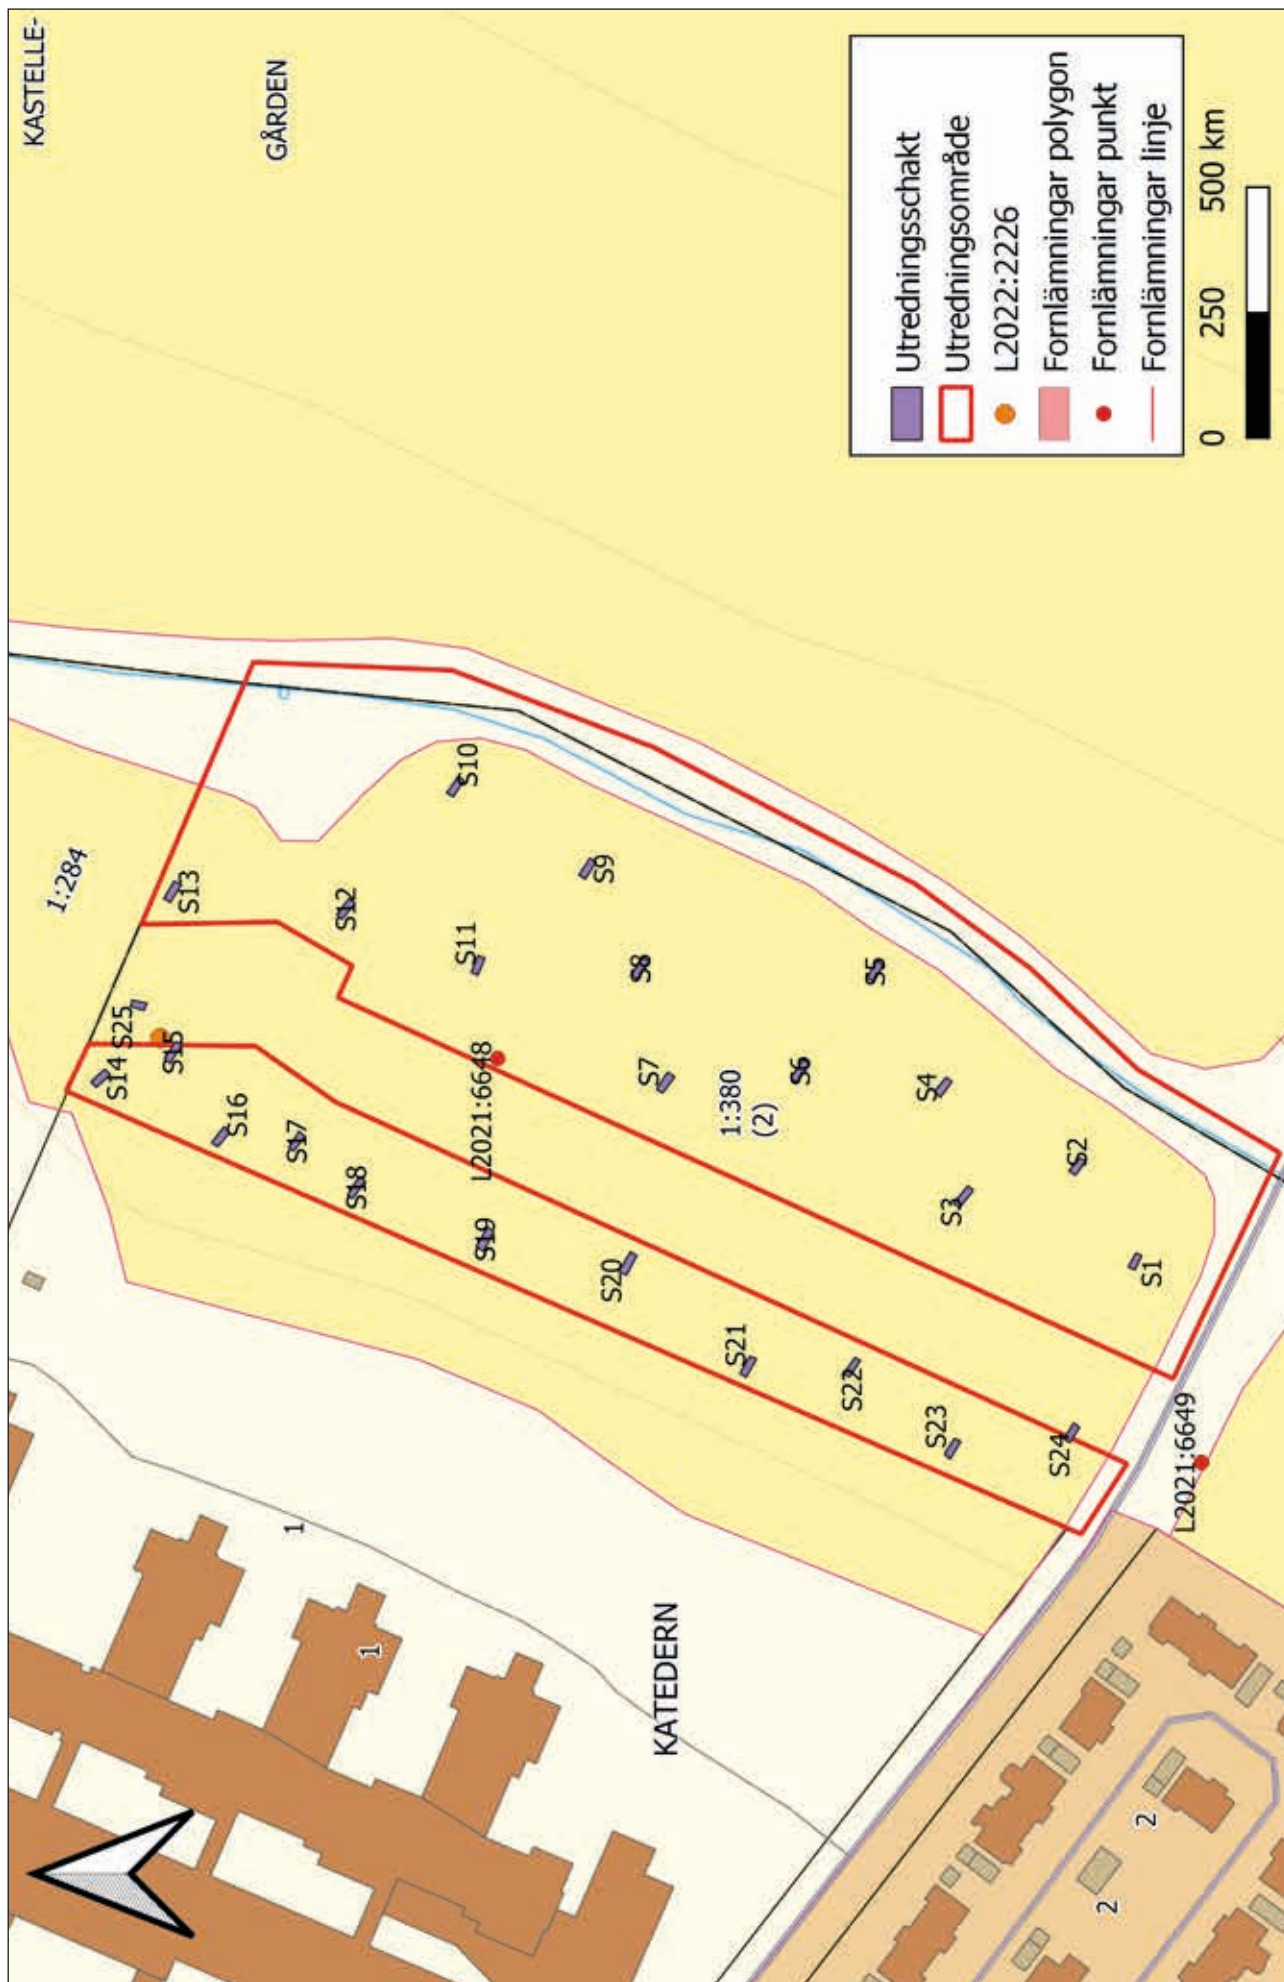 KASTELLE-
GÅRDEN
1:284
S13
S10
S12
S9
S11
S25
S14
S15
S8
S5
S16
S7
S6
S4
S17
L2021:6648
1:380
(2)
S18
S2
S3
S19
S20
S1
S21
S22
S23
S24
L2021:6649
1
1
KATEDERN
2
2
Utredningsschakt
Utredningsområde
L2022:2226
Fornlämningar polygon
Fornlämningar punkt
Fornlämningar linje
0 250 500 km